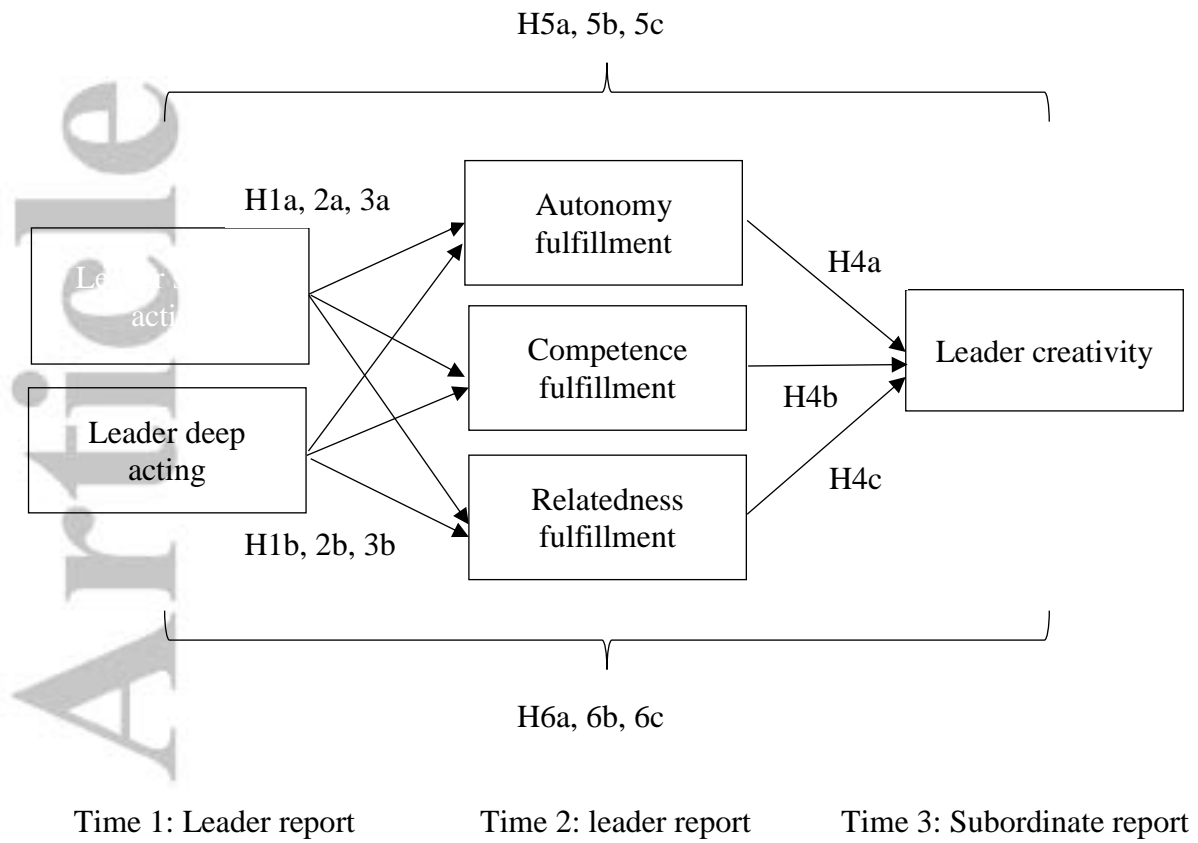 H5a, 5b, 5c
H1a, 2a, 3a
Leader
Leader deep
acting
H1b, 2b, 3b
Autonomy
fulfillment
Competence
fulfillment
Relatedness
fulfillment
H4a
H4b
H4c
Leader creativity
H6a, 6b, 6c
Time 1: Leader report
Time 2: leader report
Time 3: Subordinate report
Article